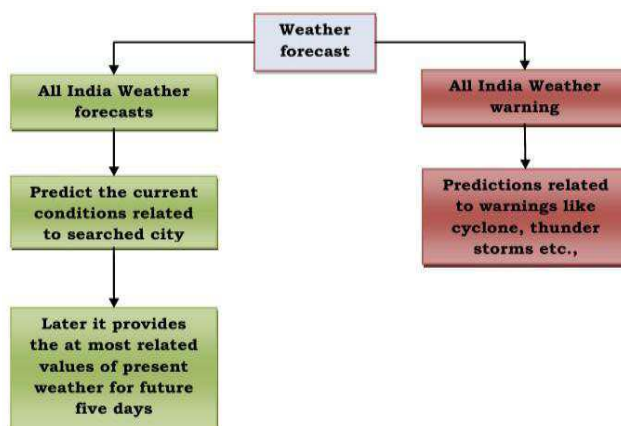 Weather
forecast
All India Weather
forecasts
All India Weather
warning
Predict the current
conditions related
to searched city
Predictions related
to warnings like
cyclone, thunder
storms etc.,
Later it provides
the at most related
values of present
weather for future
five days